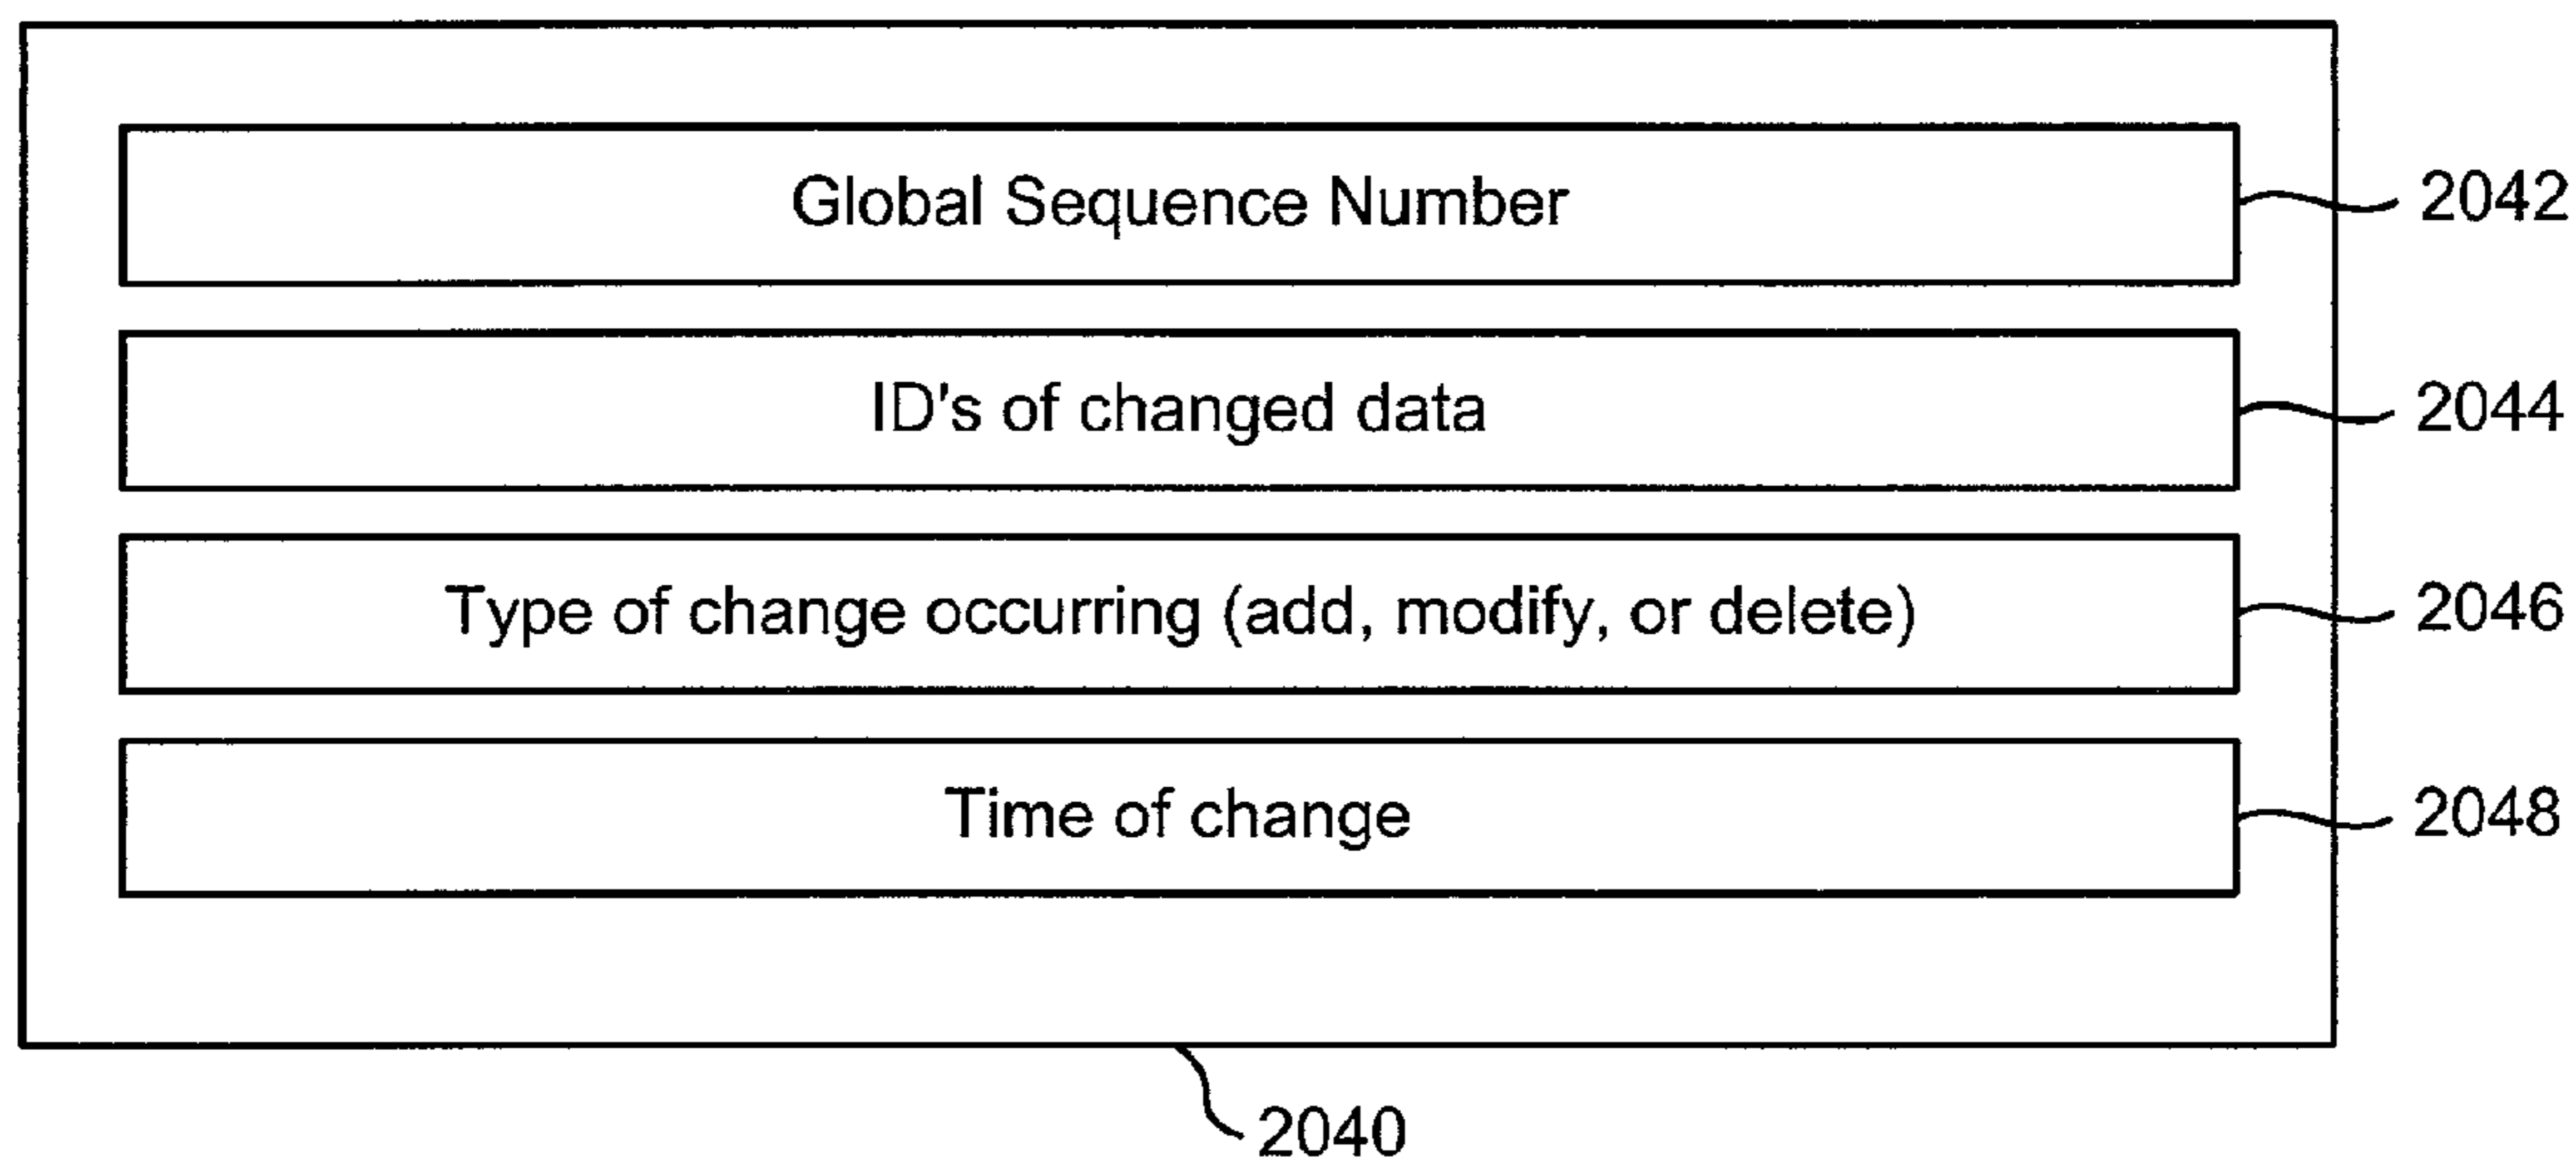 Global Sequence Number 2042
ID's of changed data 2044
Type of change occurring (add, modify, or delete) 2046
Time of change 2048
2040